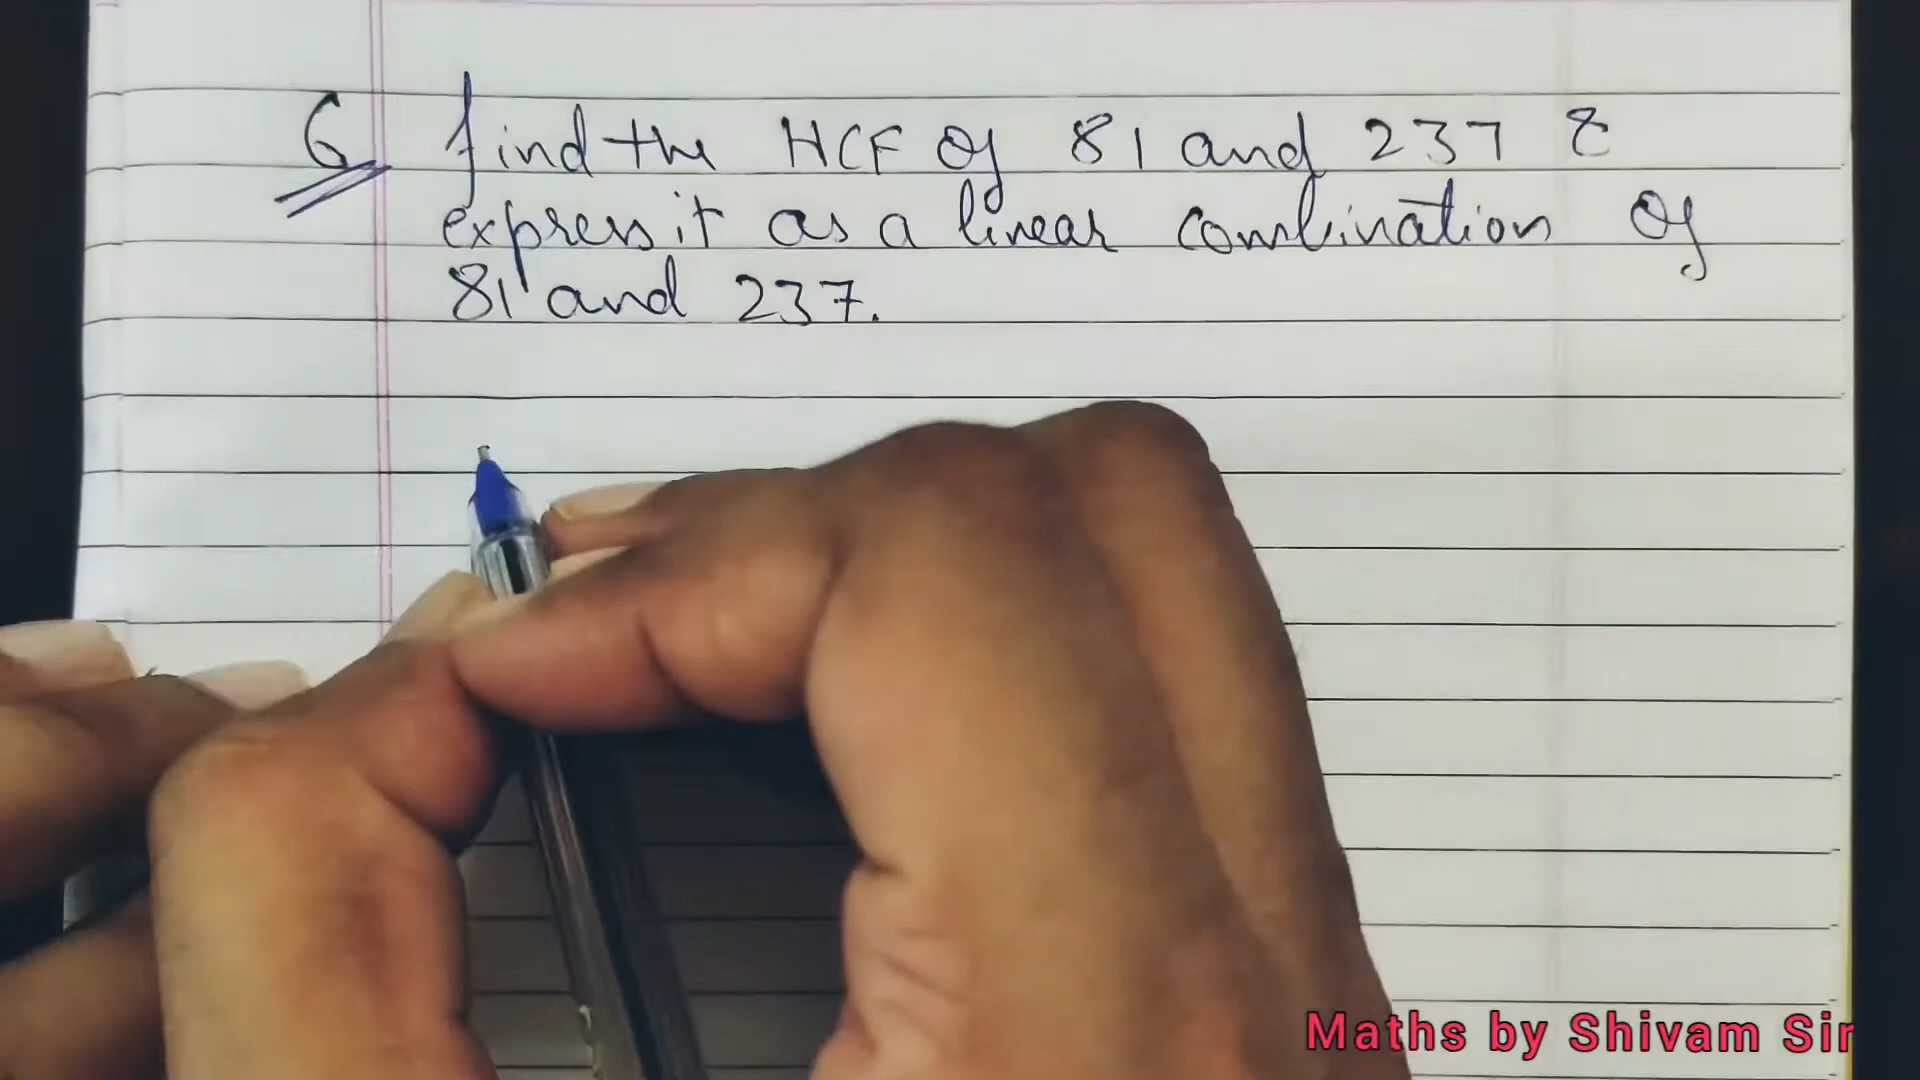 6 find the HCF of 81 and 237 &
express it as a linear combination of
81 and 237.
Maths by Shivam Sir